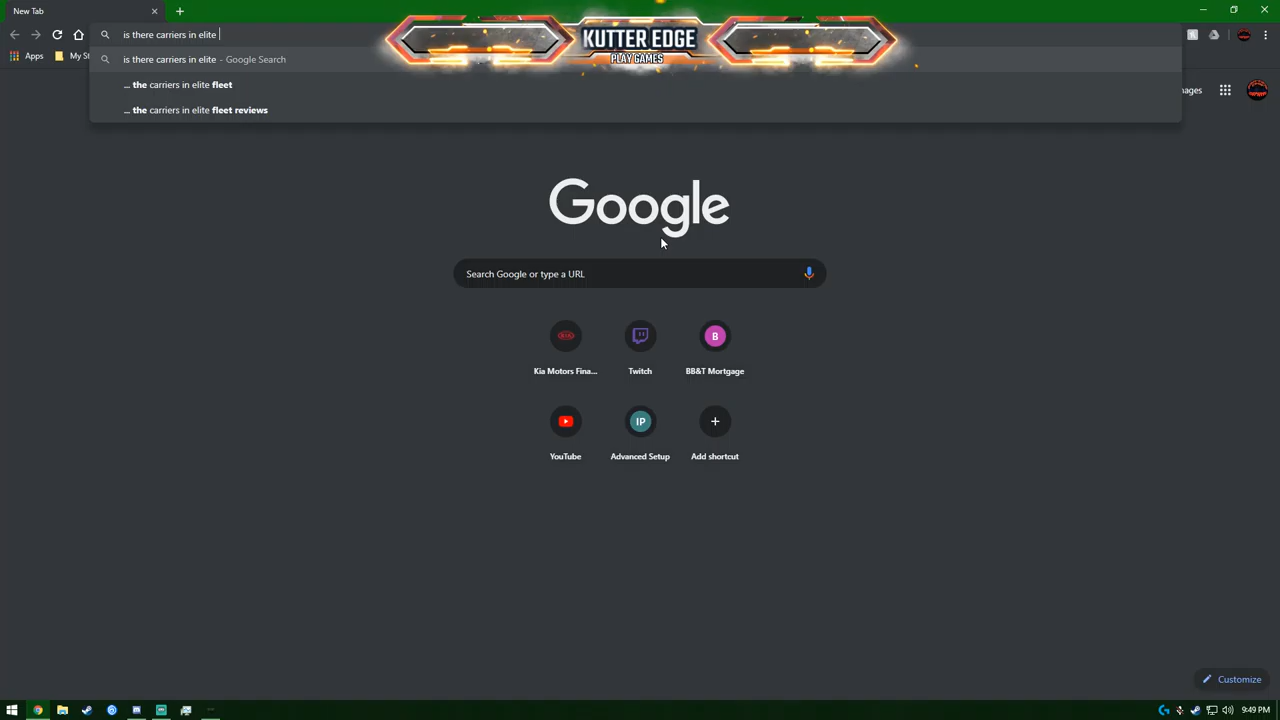 New Tab
is there carriers in elite
Apps
My St
is there carriers in elite - Google Search
... the carriers in elite fleet
... the carriers in elite fleet reviews
KUTTER EDGE
PLAY GAMES
nages
Google
Search Google or type a URL
Kia Motors Fina...
Twitch
B
BB&T Mortgage
YouTube
IP
Advanced Setup
Add shortcut
Customize
9:49 PM